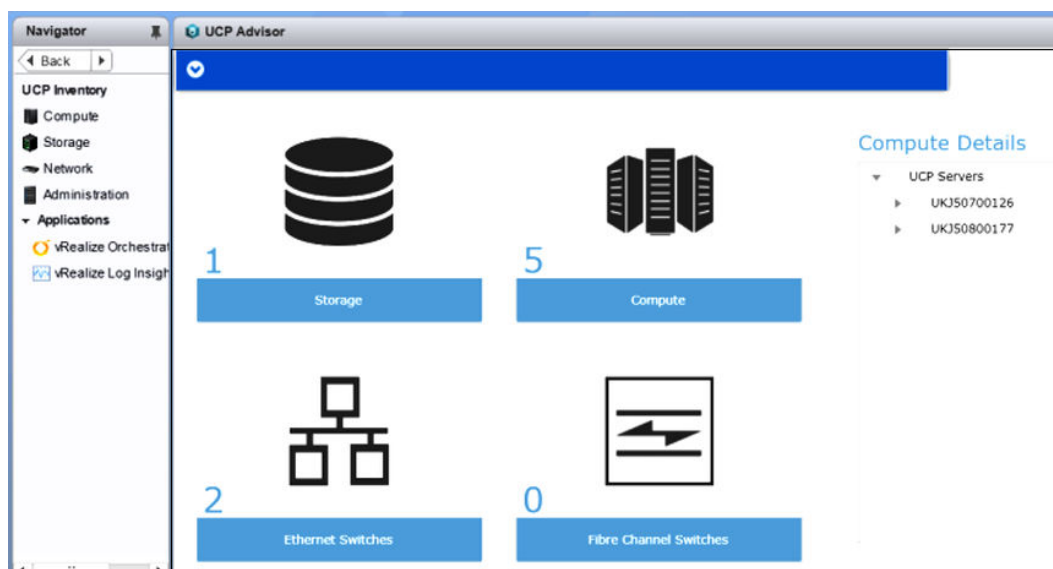 Navigator
Back
UCP Inventory
Compute
Storage
Network
Administration
Applications
vRealize Orchestrat
vRealize Log Insigh
UCP Advisor
1
Storage
5
Compute
2
Ethernet Switches
0
Fibre Channel Switches
Compute Details
UCP Servers
UKJ50700126
UKJ50800177